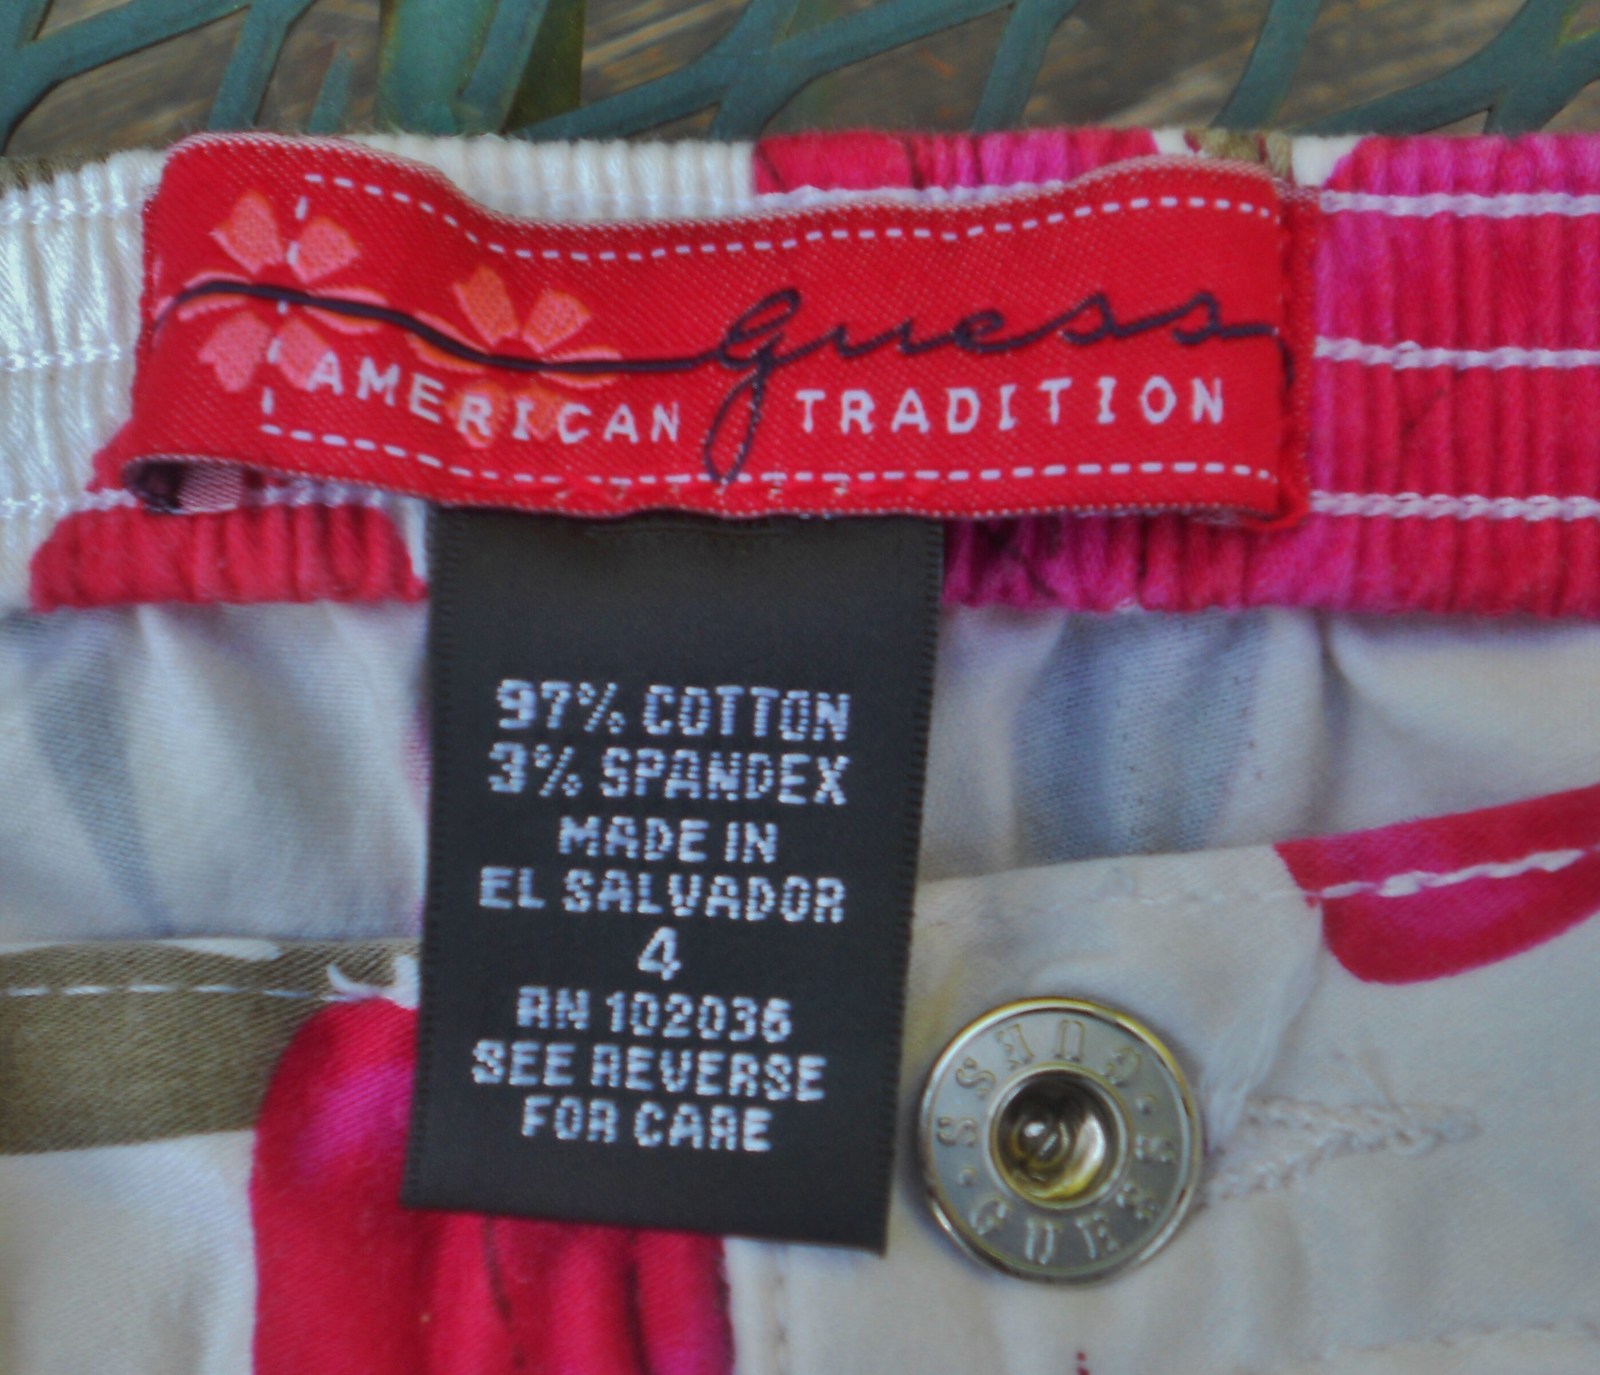 guess
AMERICAN TRADITION
97% COTTON
3% SPANDEX
MADE IN
EL SALVADOR
4
RN 102036
SEE REVERSE
FOR CARE
GUESS
GUESS